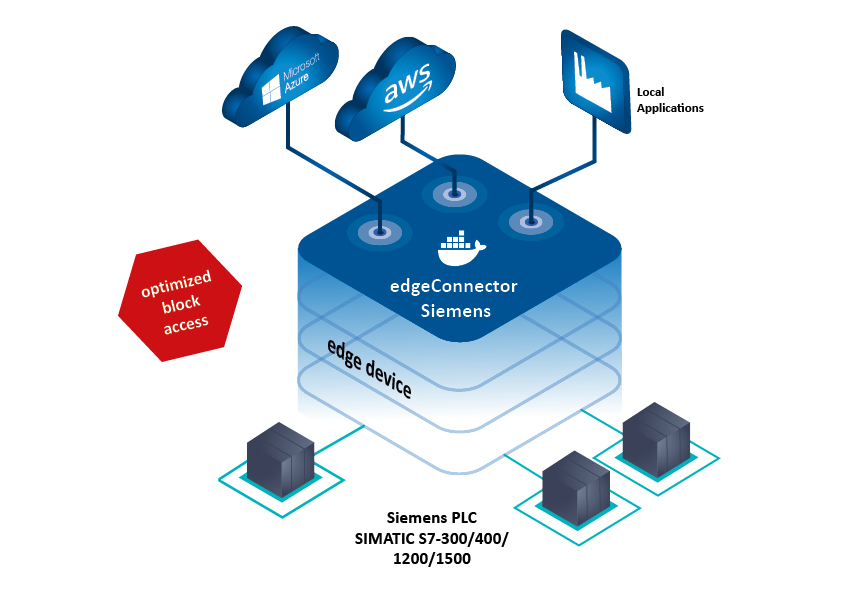 Microsoft
Azure
aws
Local
Applications
edgeConnector
Siemens
optimized
block
access
edge device
Siemens PLC
SIMATIC S7-300/400/
1200/1500